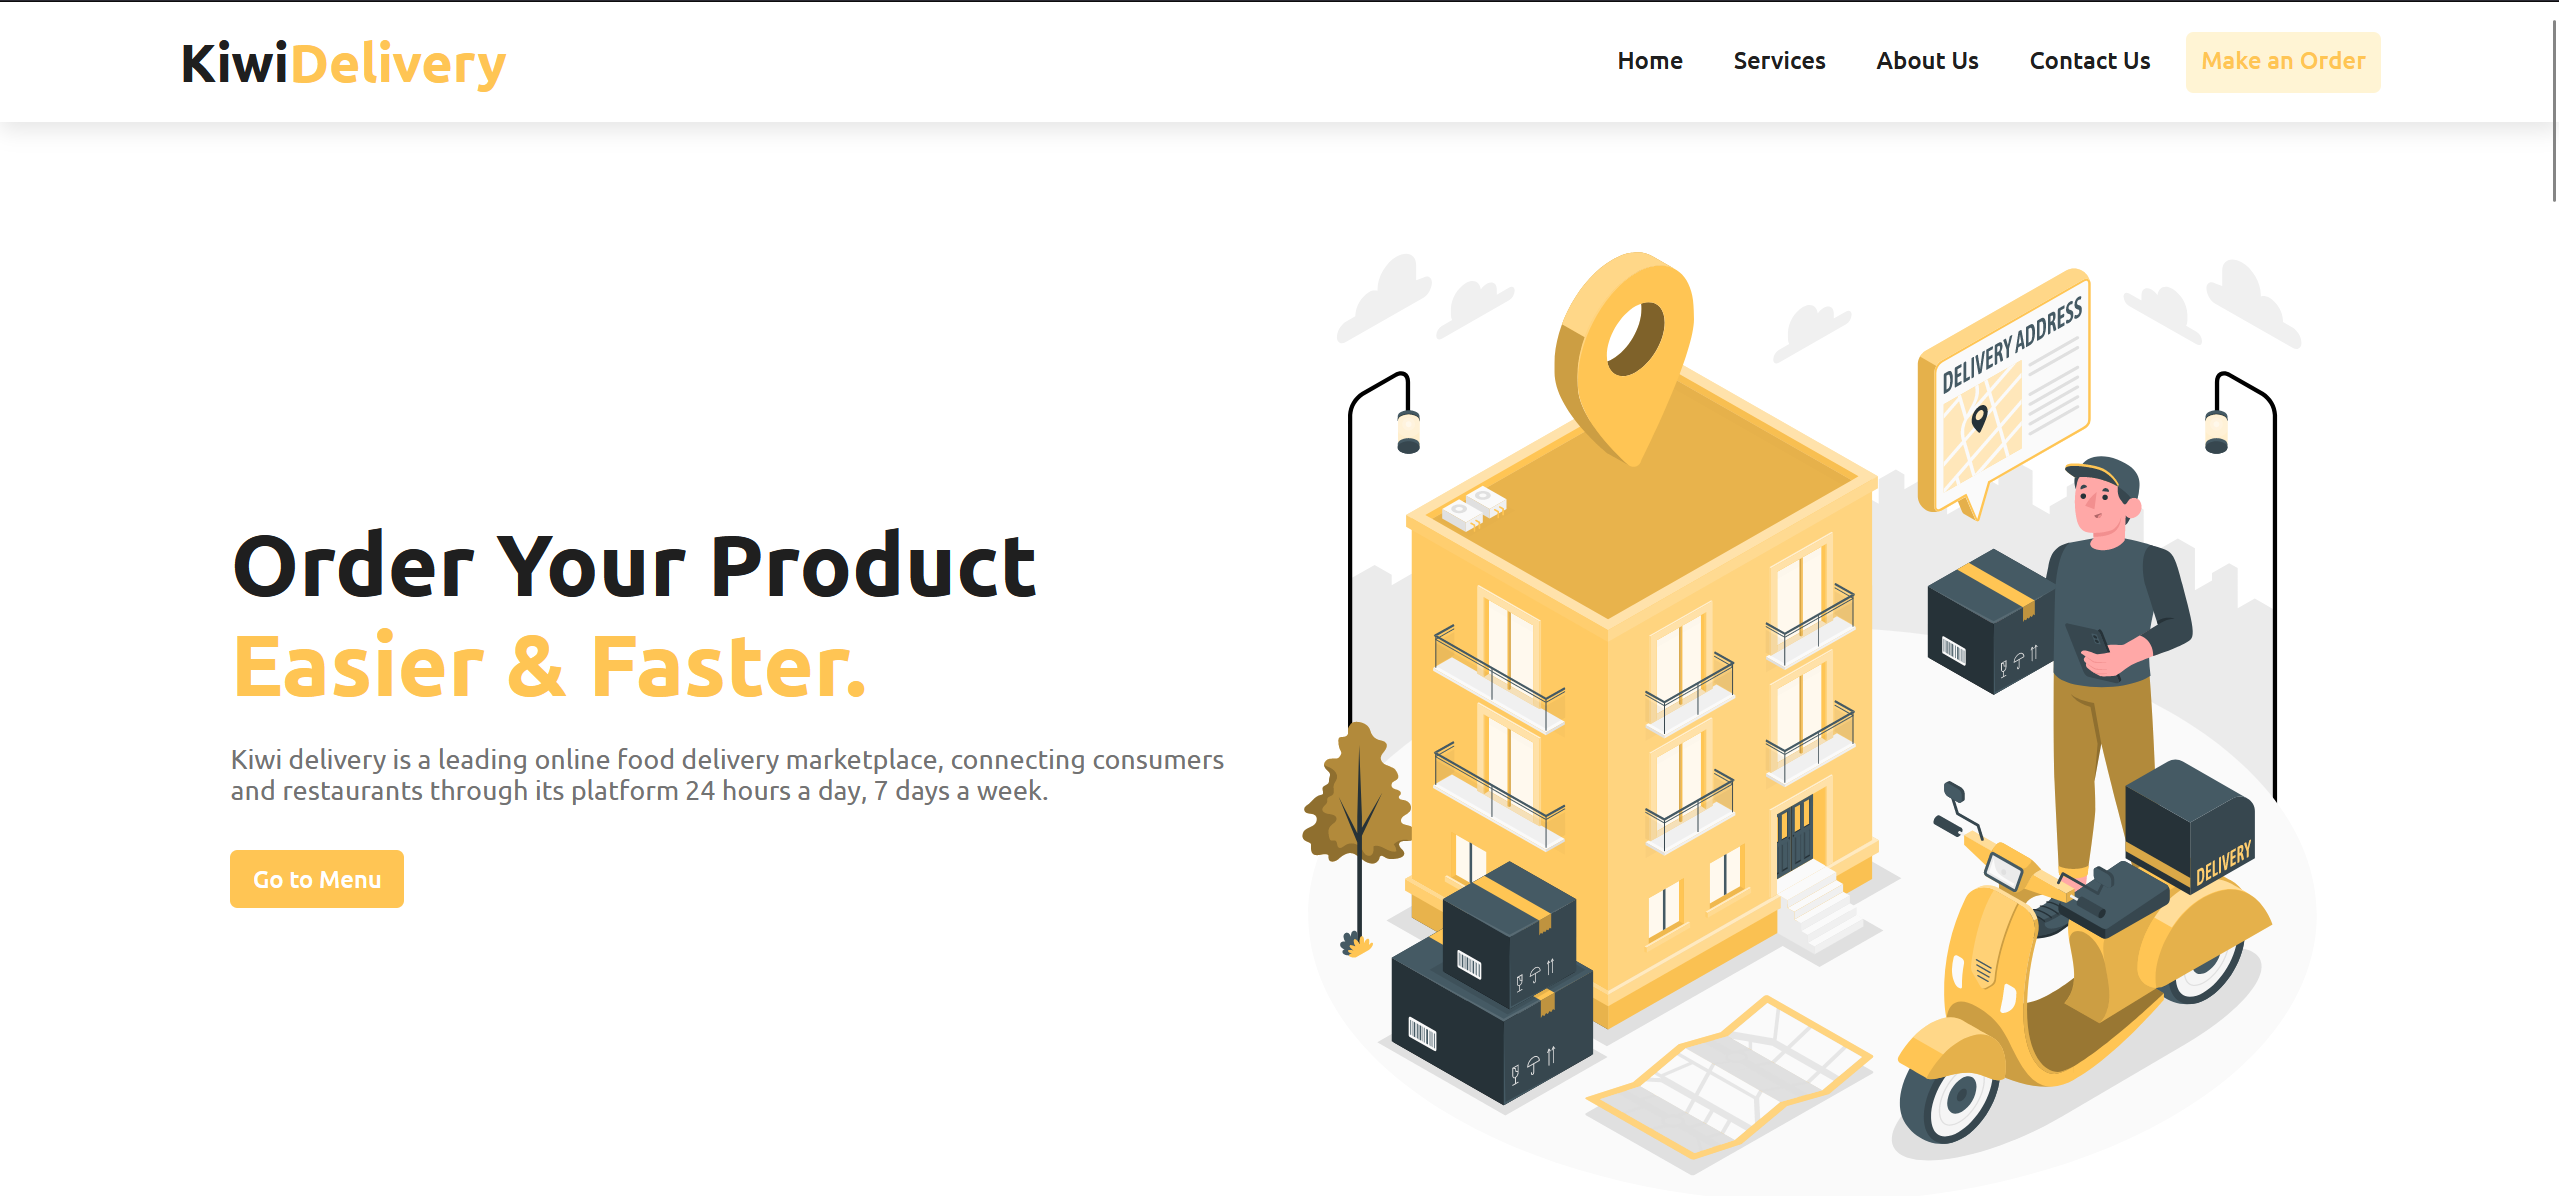 KiwiDelivery
Home
Services
About Us
Contact Us
Make an Order
DELIVERY ADDRESS
Order Your Product
Easier & Faster.
Kiwi delivery is a leading online food delivery marketplace, connecting consumers
and restaurants through its platform 24 hours a day, 7 days a week.
Go to Menu
DELIVERY